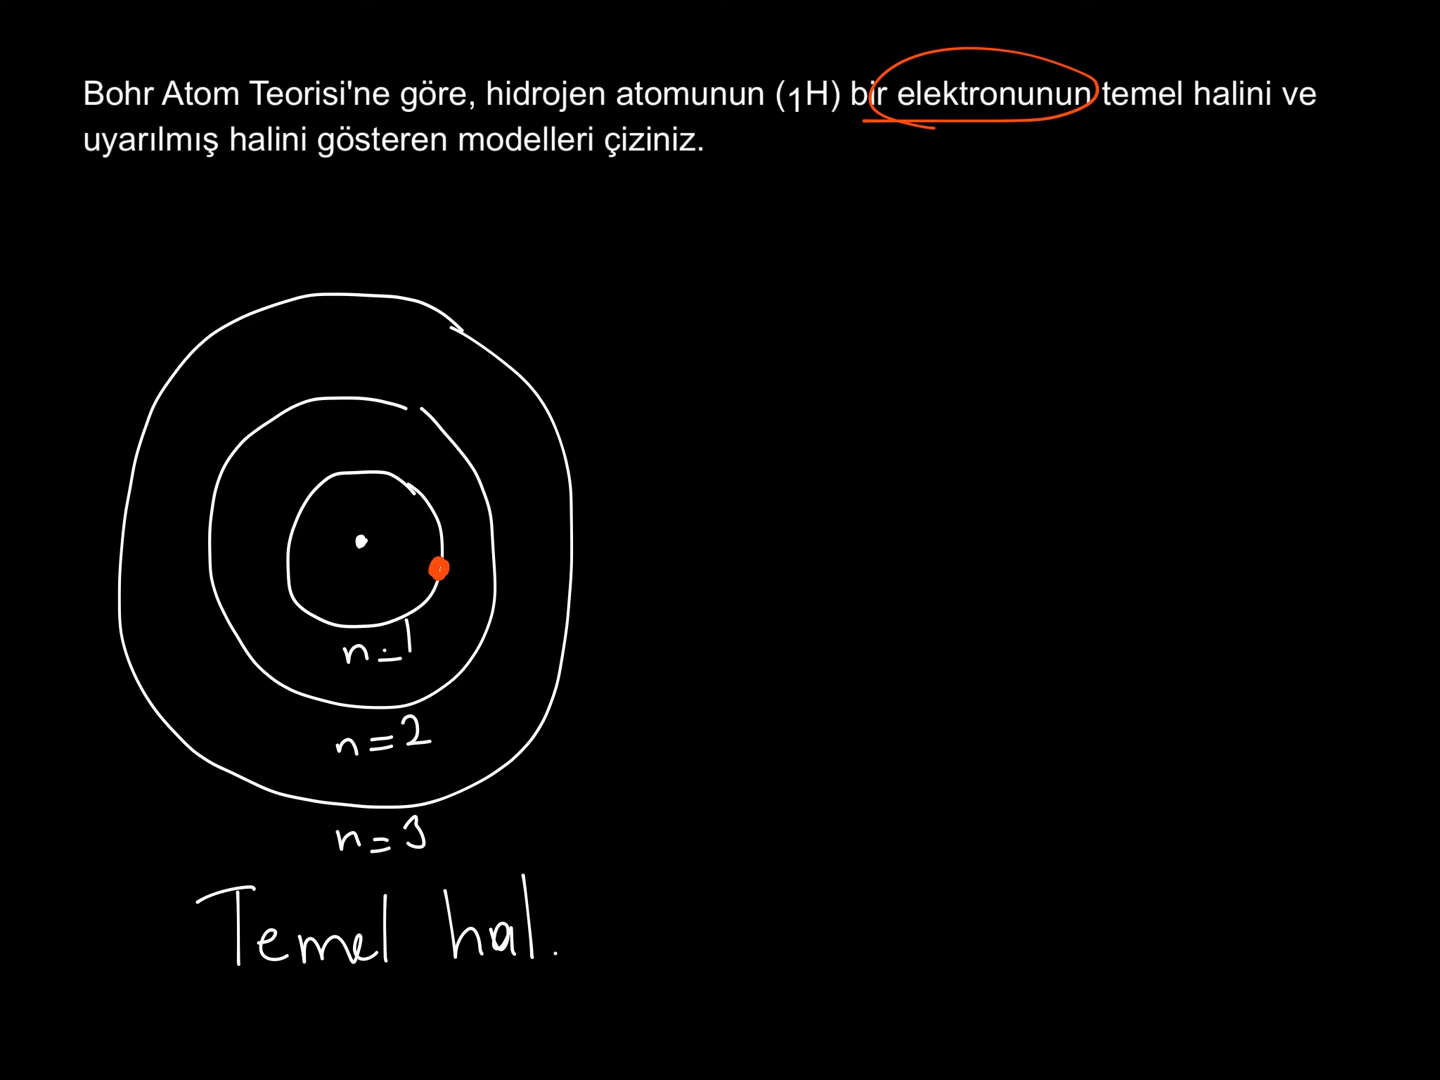 Bohr Atom Teorisi'ne göre, hidrojen atomunun (₁H) bir elektronunun temel halini ve
uyarılmış halini gösteren modelleri çiziniz.
n=1
n=2
n=3
Temel hal.